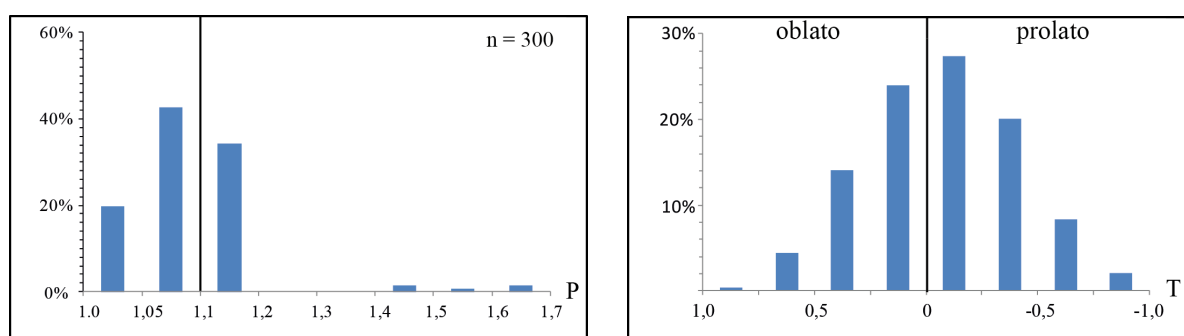 60%
n = 300
40%
20%
0%
1.0 1,05 1,1 1,2 1,3 1,4 1,5 1,6 1,7
P
30%
oblato prolato
20%
10%
1,0 0,5 0 -0,5 -1,0
T